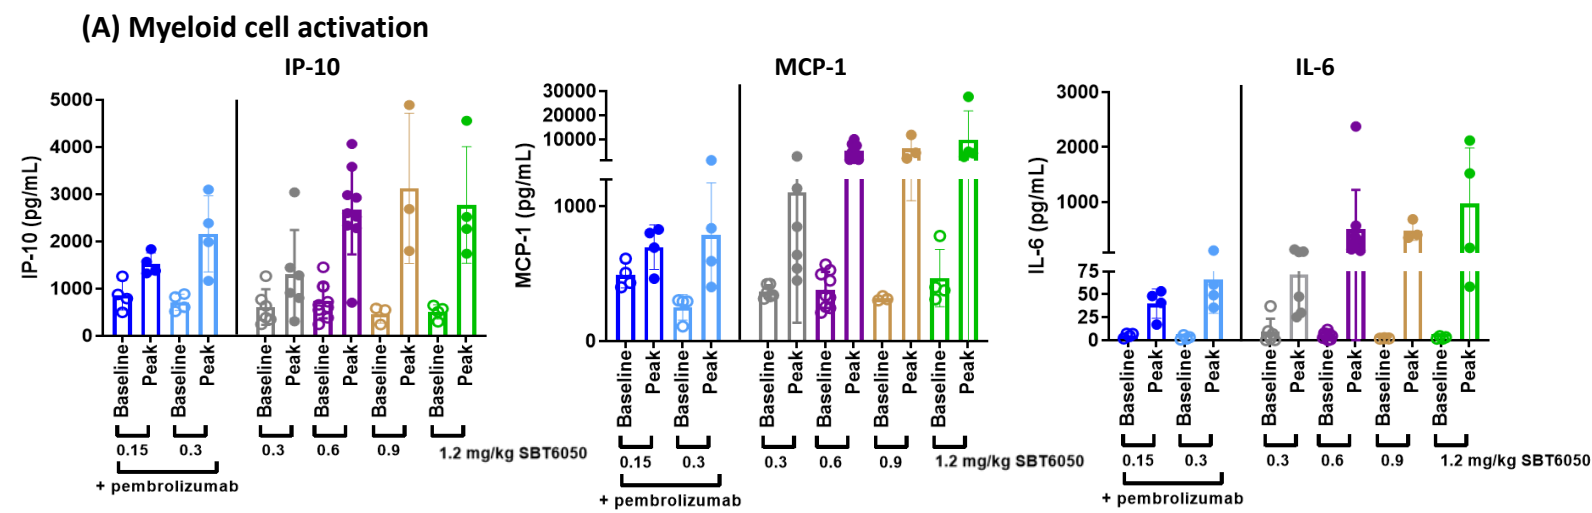 (A) Myeloid cell activation
IP-10
IP-10 (pg/mL)
5000
4000
3000
2000
1000
0
Baseline
Peak
Baseline
Peak
Baseline
Peak
Baseline
Peak
Baseline
Peak
Baseline
Peak
0.15
0.3
0.3
0.6
0.9
1.2 mg/kg SBT6050
+ pembrolizumab
MCP-1
MCP-1 (pg/mL)
30000
20000
10000
1000
0
Baseline
Peak
Baseline
Peak
Baseline
Peak
Baseline
Peak
Baseline
Peak
Baseline
Peak
0.15
0.3
0.3
0.6
0.9
1.2 mg/kg SBT6050
+ pembrolizumab
IL-6
IL-6 (pg/mL)
3000
2000
1000
75
50
25
0
Baseline
Peak
Baseline
Peak
Baseline
Peak
Baseline
Peak
Baseline
Peak
Baseline
Peak
0.15
0.3
0.3
0.6
0.9
1.2 mg/kg SBT6050
+ pembrolizumab